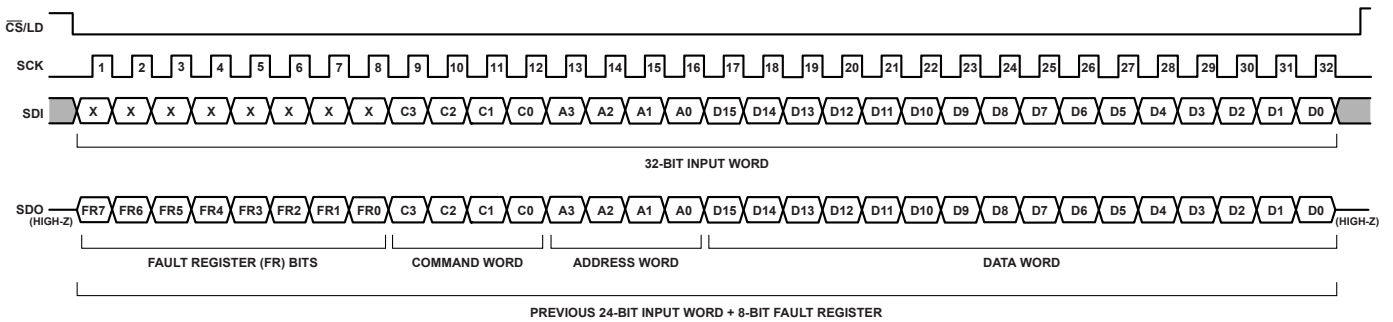 CS/LD
SCK 1 2 3 4 5 6 7 8 9 10 11 12 13 14 15 16 17 18 19 20 21 22 23 24 25 26 27 28 29 30 31 32
SDI X X X X X X X X C3 C2 C1 C0 A3 A2 A1 A0 D15 D14 D13 D12 D11 D10 D9 D8 D7 D6 D5 D4 D3 D2 D1 D0
32-BIT INPUT WORD
SDO FR7 FR6 FR5 FR4 FR3 FR2 FR1 FR0 C3 C2 C1 C0 A3 A2 A1 A0 D15 D14 D13 D12 D11 D10 D9 D8 D7 D6 D5 D4 D3 D2 D1 D0
(HIGH-Z) (HIGH-Z)
FAULT REGISTER (FR) BITS COMMAND WORD ADDRESS WORD DATA WORD
PREVIOUS 24-BIT INPUT WORD + 8-BIT FAULT REGISTER